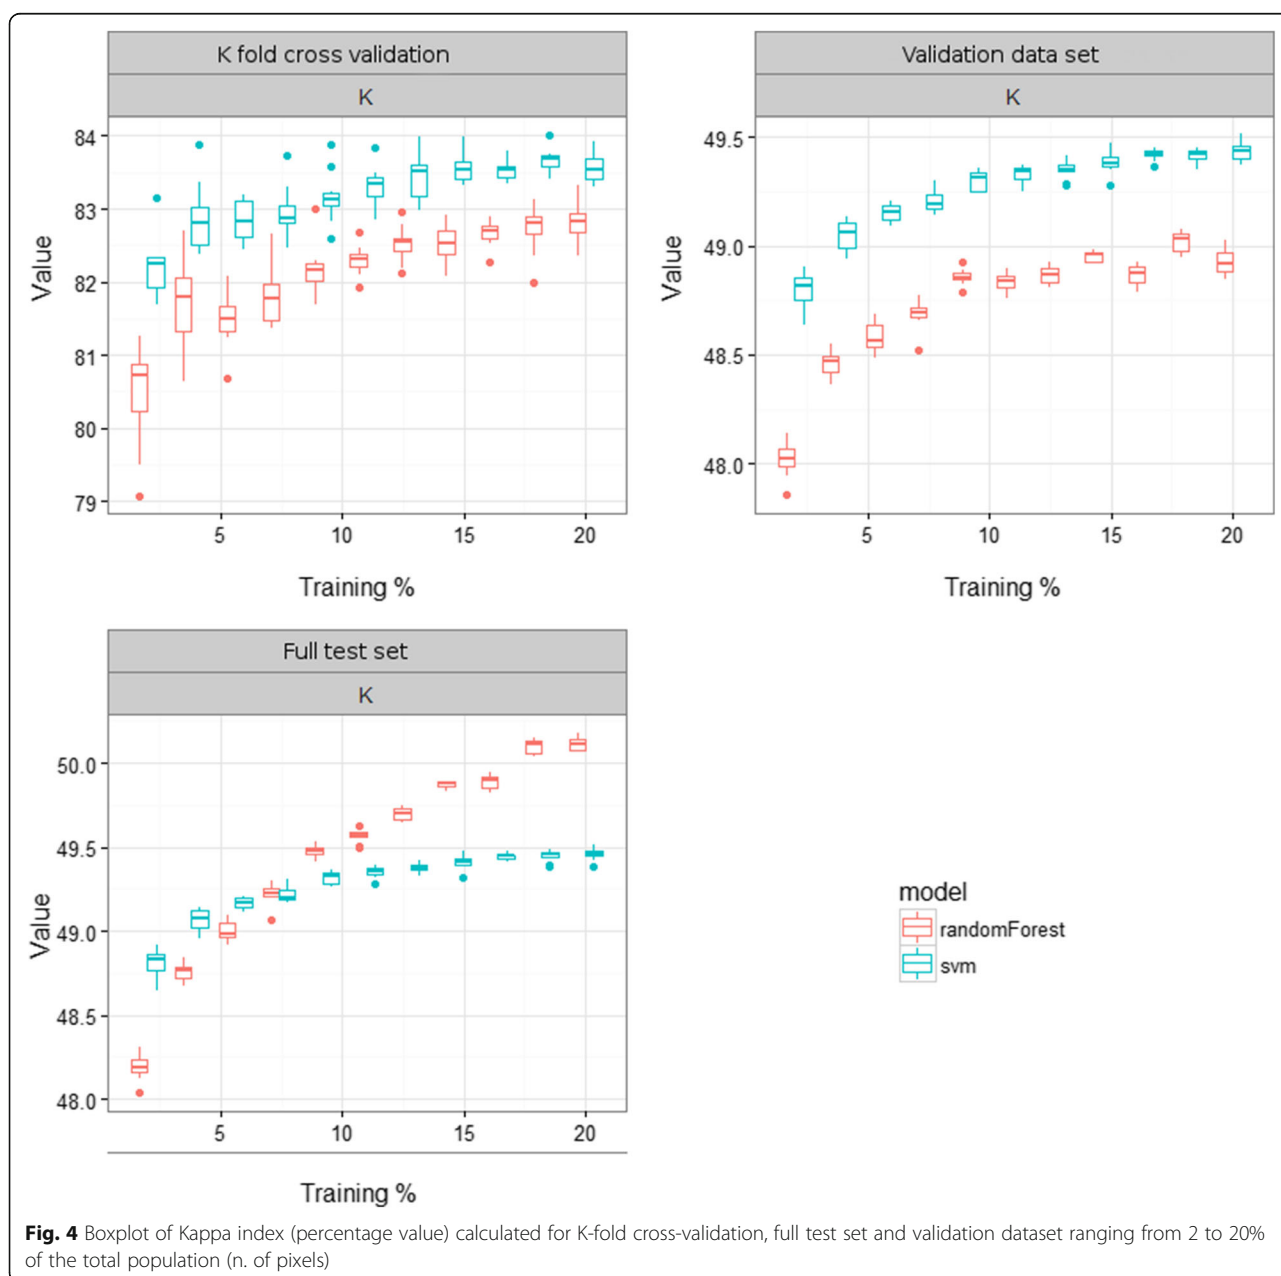 K fold cross validation
K
84
83
82
81
80
79
Value
5 10 15 20
Training %
Validation data set
K
49.5
49.0
48.5
48.0
Value
5 10 15 20
Training %
Full test set
K
50.0
49.5
49.0
48.5
48.0
Value
5 10 15 20
Training %
model
randomForest
svm
Fig. 4 Boxplot of Kappa index (percentage value) calculated for K-fold cross-validation, full test set and validation dataset ranging from 2 to 20%
of the total population (n. of pixels)